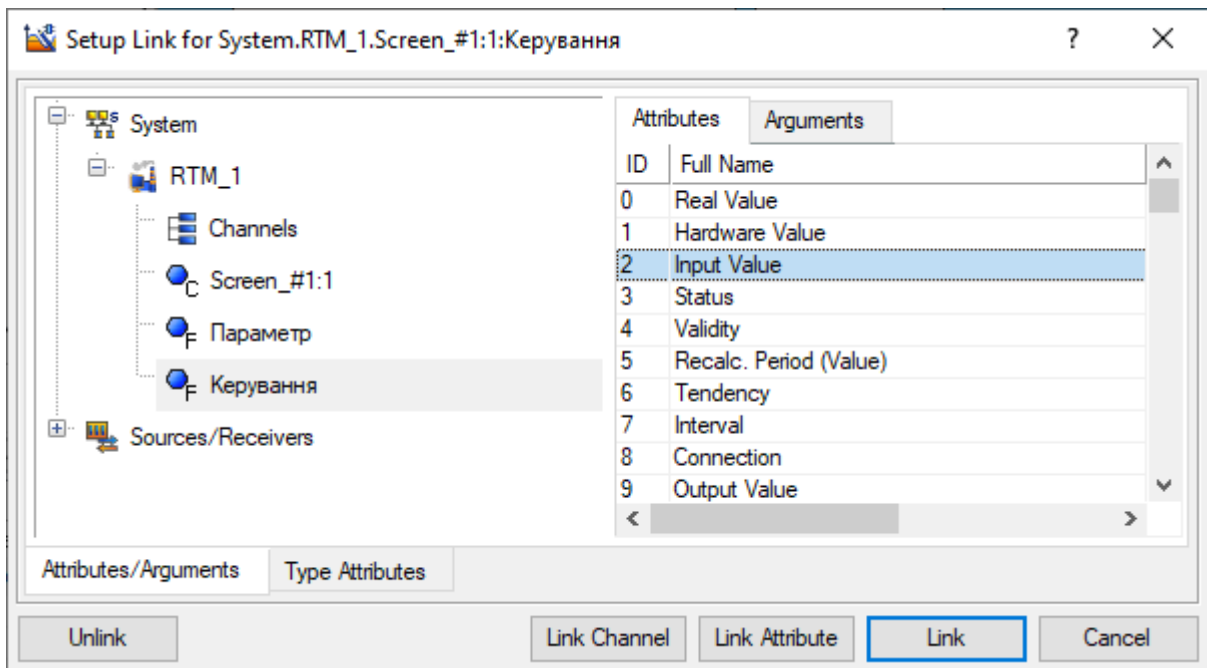 Setup Link for System.RTM_1.Screen_#1:1:Керування ?
System
RTM_1
Channels
Screen_#1:1
Параметр
Керування
Sources/Receivers
Attributes/Arguments Type Attributes
Attributes Arguments
ID Full Name
0 Real Value
1 Hardware Value
2 Input Value
3 Status
4 Validity
5 Recalc. Period (Value)
6 Tendency
7 Interval
8 Connection
9 Output Value
Unlink Link Channel Link Attribute Link Cancel